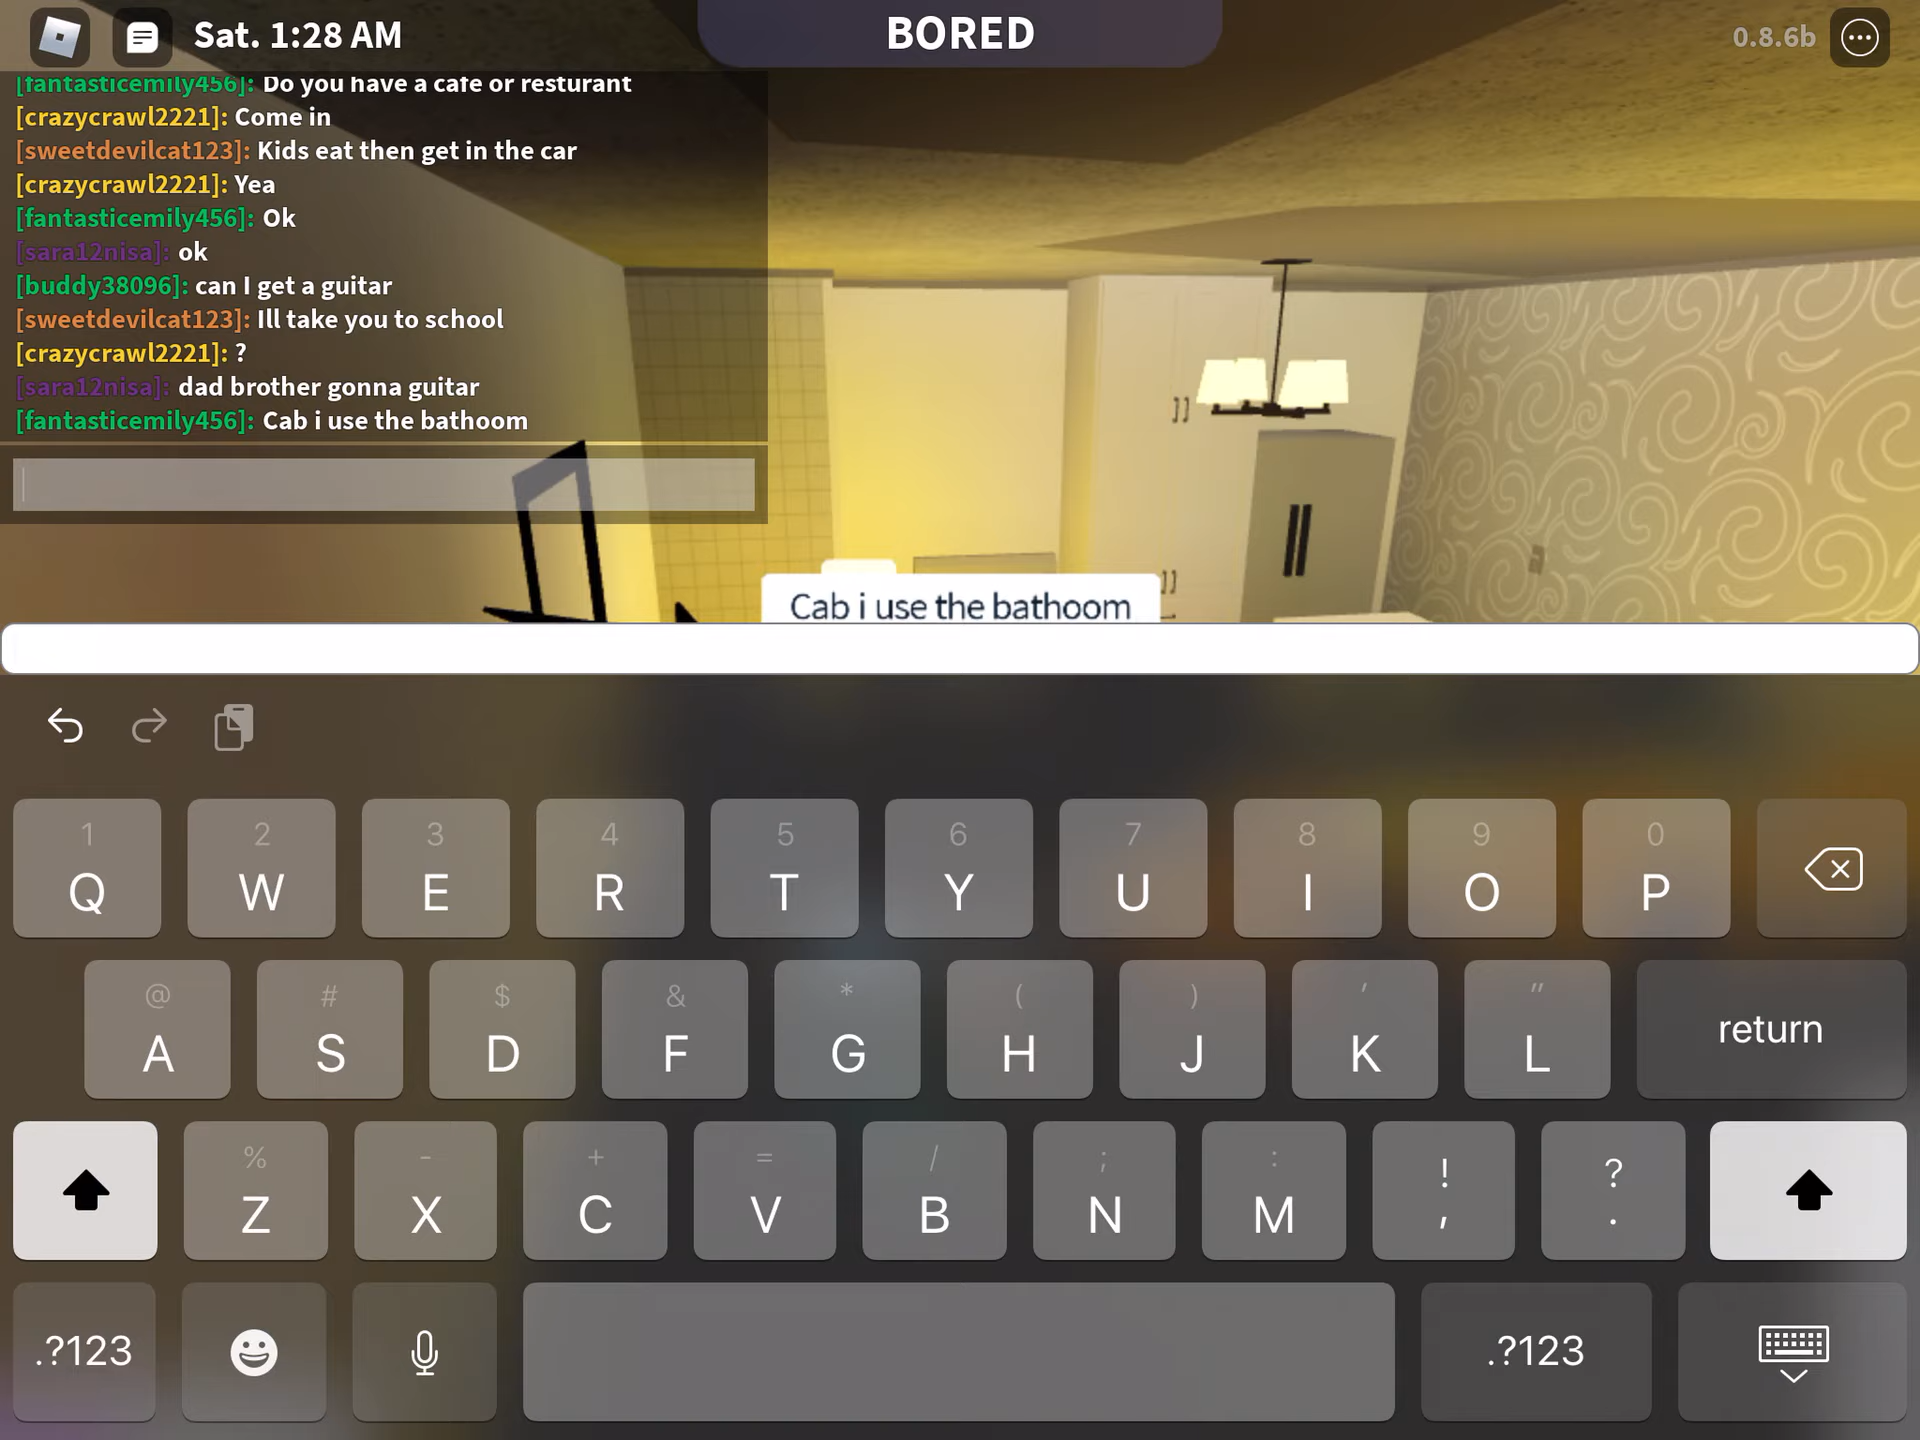 Sat. 1:28 AM
BORED
0.8.6b
[fantasticemily456]: Do you have a cafe or resturant
[crazycrawl2221]: Come in
[sweetdevilcat123]: Kids eat then get in the car
[crazycrawl2221]: Yea
[fantasticemily456]: Ok
[sara12nisa]: ok
[buddy38096]: can I get a guitar
[sweetdevilcat123]: Ill take you to school
[crazycrawl2221]: ?
[sara12nisa]: dad brother gonna guitar
[fantasticemily456]: Cab i use the bathoom
Cab i use the bathoom
1 2 3 4 5 6 7 8 9 0
Q W E R T Y U I O P
@ # $ & * ( ) ' "
A S D F G H J K L return
% - + = / ; : ! ?
Z X C V B N M , .
.?123 .?123